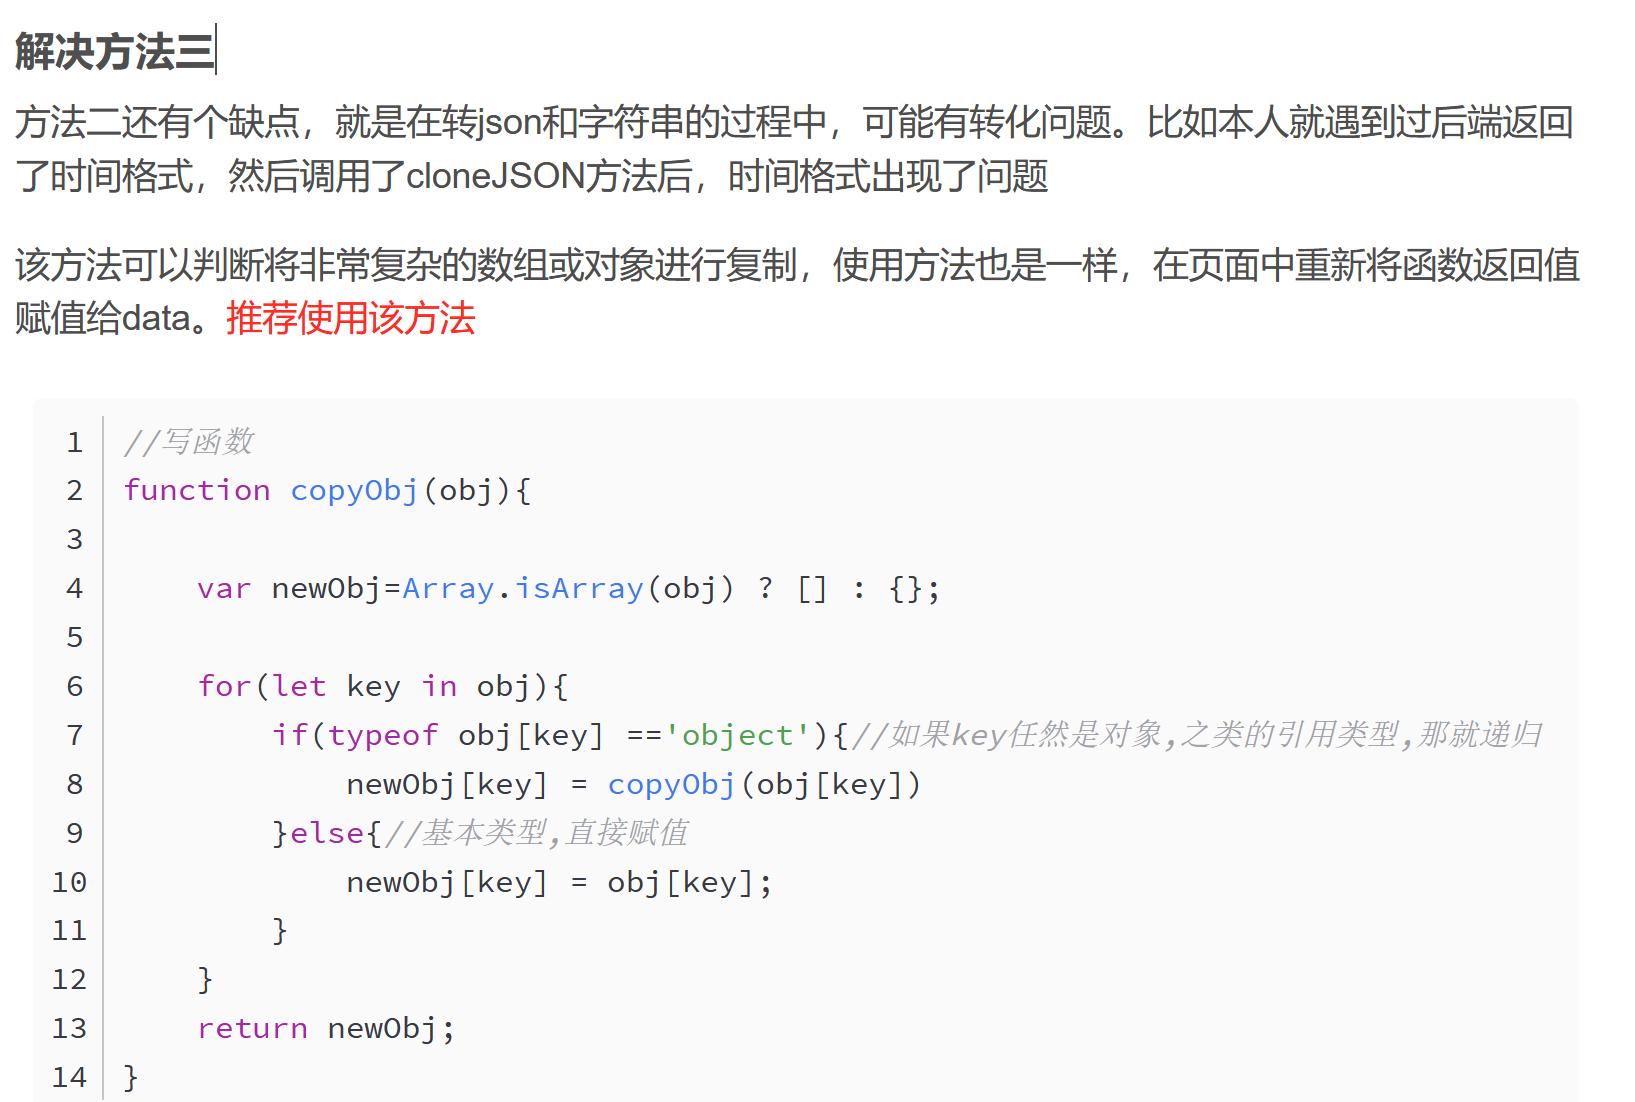 解决方法三
方法二还有个缺点，就是在转json和字符串的过程中，可能有转化问题。比如本人就遇到过后端返回
了时间格式，然后调用了cloneJSON方法后，时间格式出现了问题
该方法可以判断将非常复杂的数组或对象进行复制，使用方法也是一样，在页面中重新将函数返回值
赋值给data。推荐使用该方法
1 //写函数
2 function copyObj(obj){
3
4     var newObj=Array.isArray(obj) ? [] : {};
5
6     for(let key in obj){
7         if(typeof obj[key] =='object'){//如果key任然是对象,之类的引用类型,那就递归
8             newObj[key] = copyObj(obj[key])
9         }else{//基本类型,直接赋值
10             newObj[key] = obj[key];
11         }
12     }
13     return newObj;
14 }